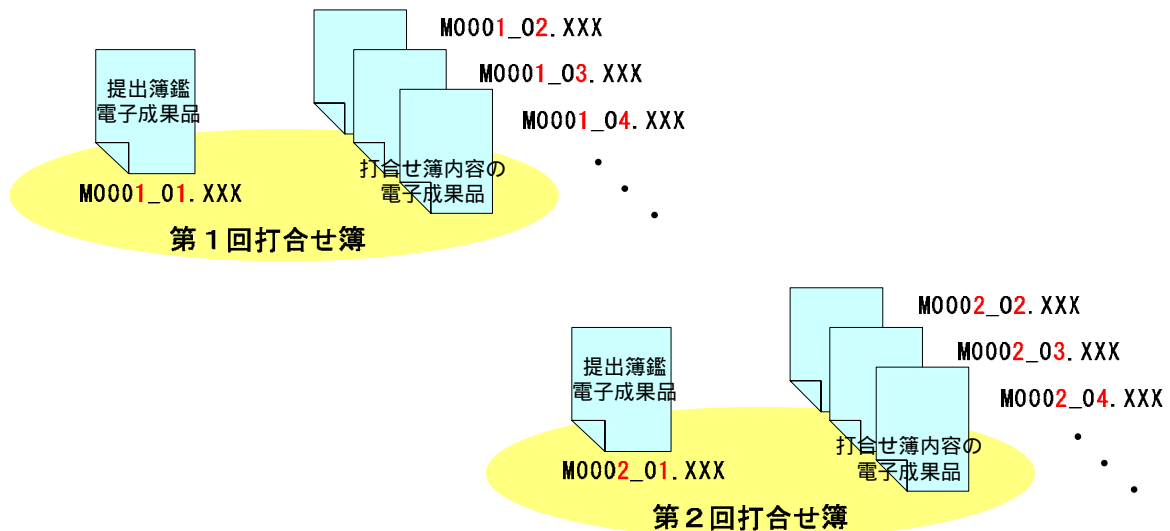 M0001_02.XXX
M0001_03.XXX
M0001_04.XXX
提出簿鑑
電子成果品
打合せ簿内容の
電子成果品
M0001_01.XXX
第１回打合せ簿
M0002_02.XXX
M0002_03.XXX
M0002_04.XXX
提出簿鑑
電子成果品
打合せ簿内容の
電子成果品
M0002_01.XXX
第２回打合せ簿